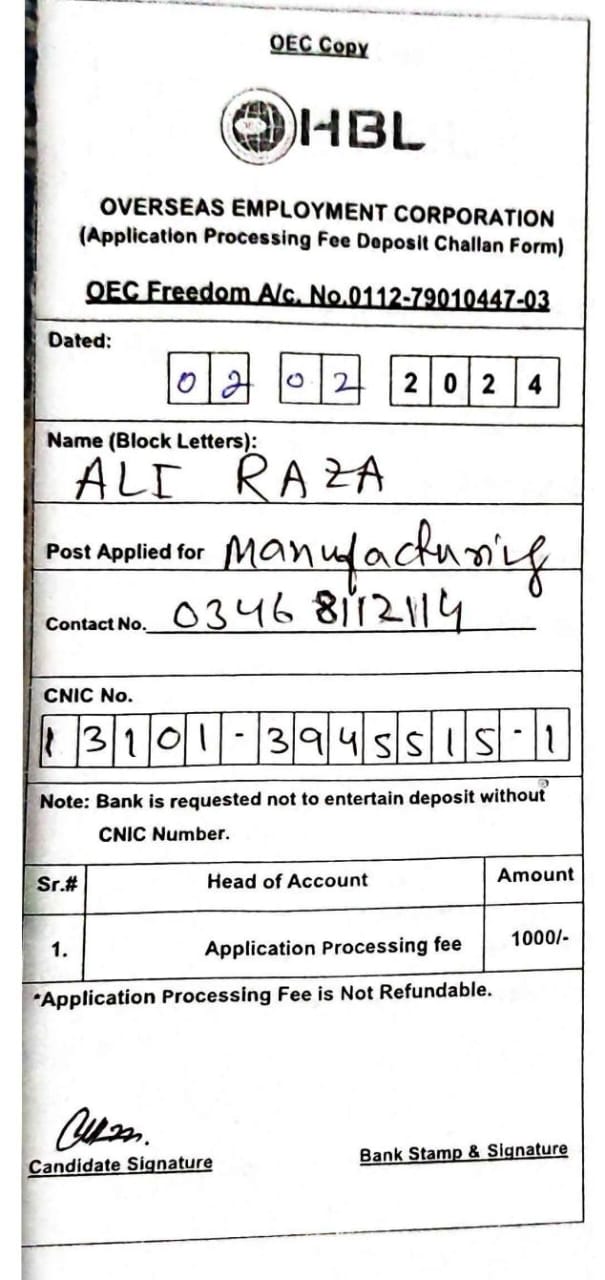 OEC Copy
HBL
OVERSEAS EMPLOYMENT CORPORATION
(Application Processing Fee Deposit Challan Form)
OEC Freedom A/c. No.0112-79010447-03
Dated:
02 02 2024
Name (Block Letters):
ALI RAZA
Post Applied for Manufacturing
Contact No. 0346 8112114
CNIC No.
13101-3945515-1
Note: Bank is requested not to entertain deposit without
CNIC Number.
Sr.# Head of Account Amount
1. Application Processing fee 1000/-
*Application Processing Fee is Not Refundable.
Candidate Signature Bank Stamp & Signature